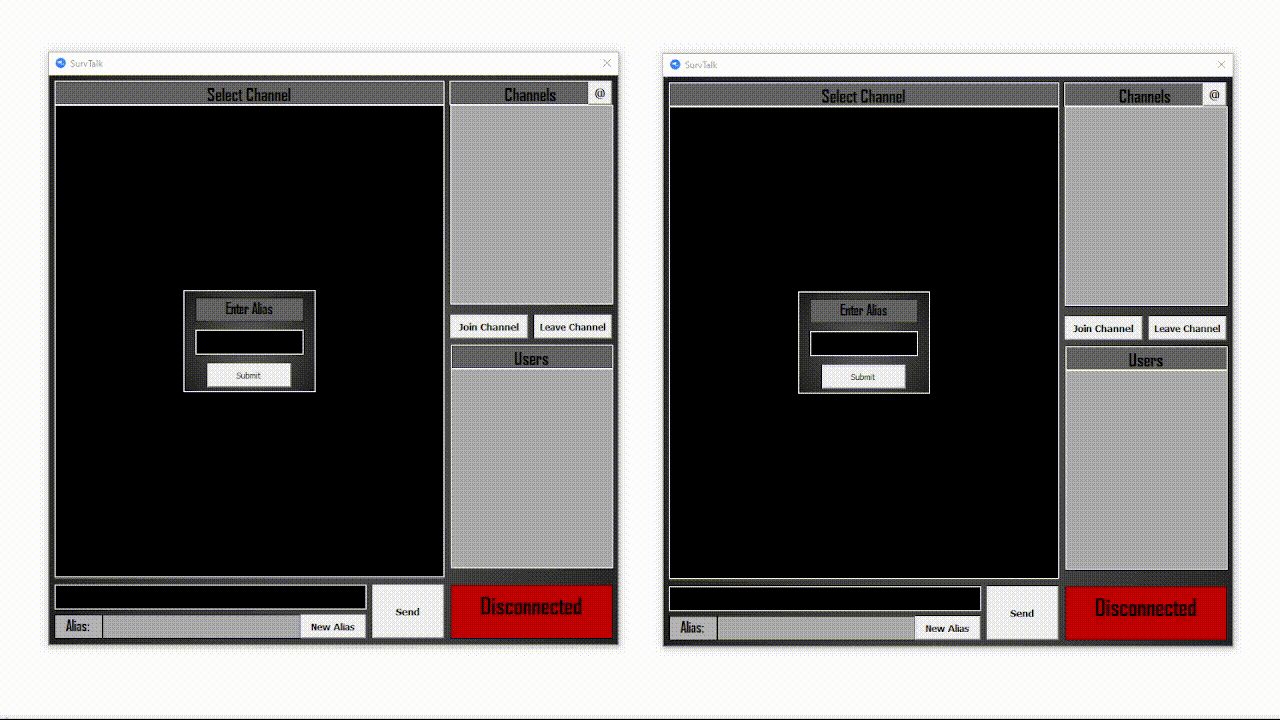 SurvTalk
Select Channel
Channels
@
Enter Alias
Submit
Join Channel
Leave Channel
Users
Send
Disconnected
Alias:
New Alias
SurvTalk
Select Channel
Channels
@
Enter Alias
Submit
Join Channel
Leave Channel
Users
Send
Disconnected
Alias:
New Alias